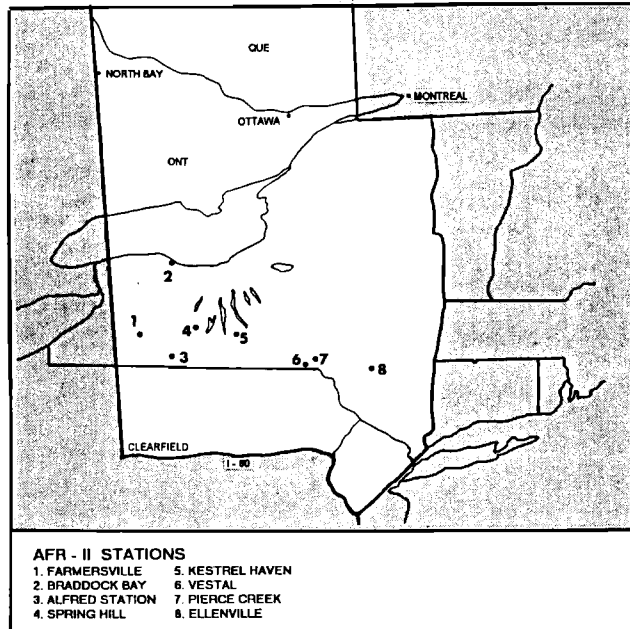 QUE
NORTH BAY
MONTREAL
OTTAWA
ONT
2
1
4
5
3
6
7
8
CLEARFIELD
I - 80
AFR - II STATIONS
1. FARMERSVILLE 5. KESTREL HAVEN
2. BRADDOCK BAY 6. VESTAL
3. ALFRED STATION 7. PIERCE CREEK
4. SPRING HILL 8. ELLENVILLE